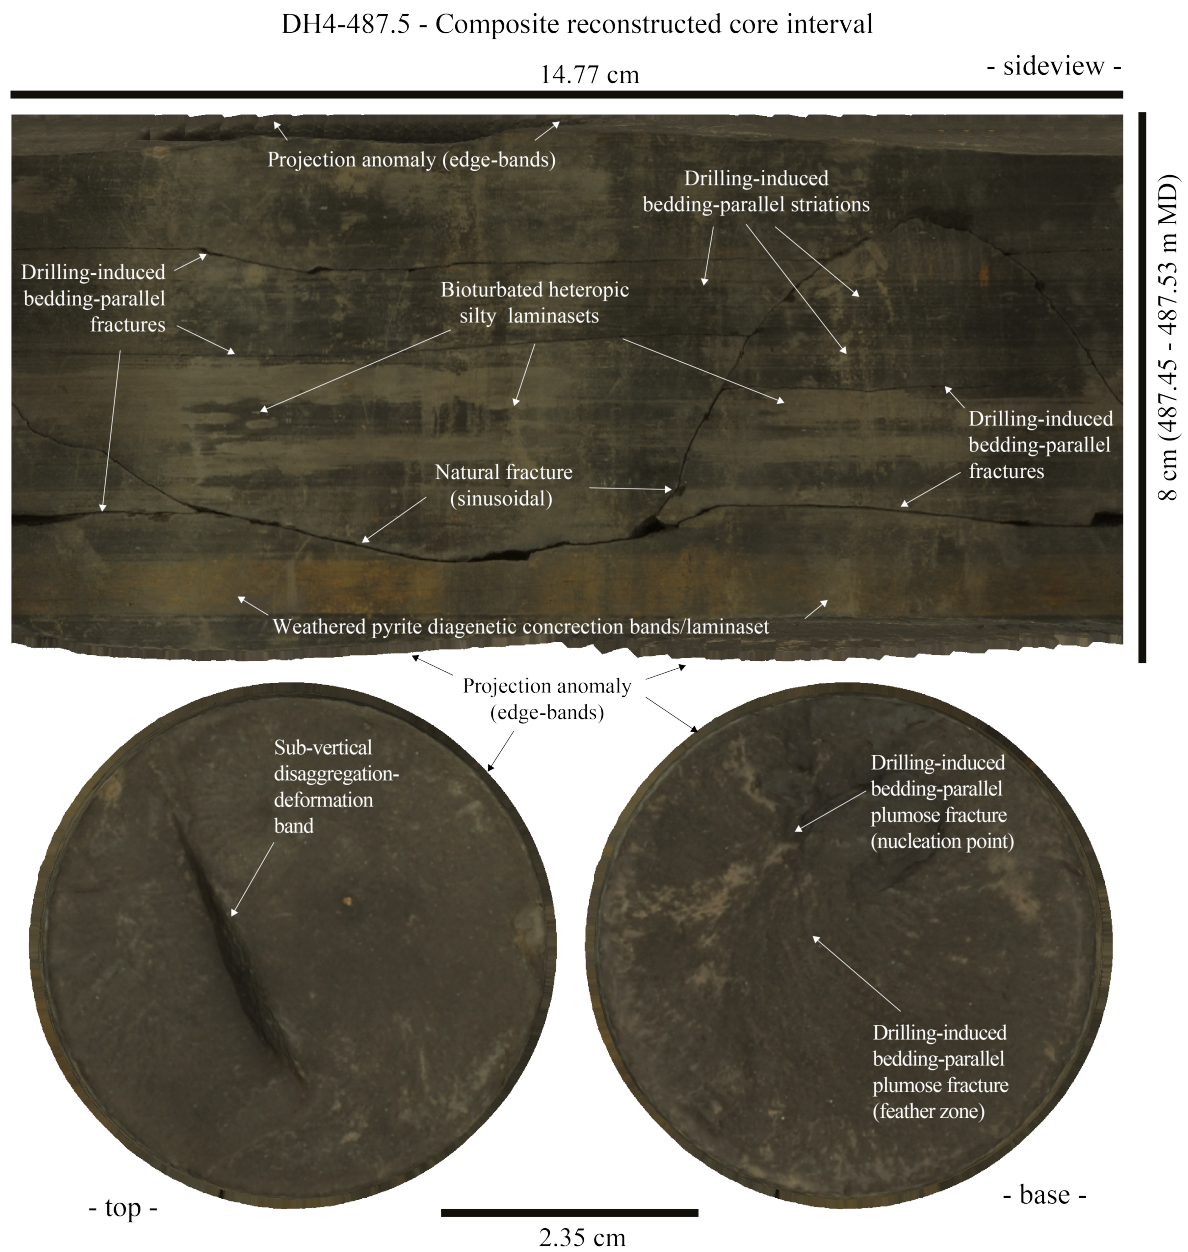 DH4-487.5 - Composite reconstructed core interval
14.77 cm
- sideview -
8 cm (487.45 - 487.53 m MD)
Projection anomaly (edge-bands)
Drilling-induced
bedding-parallel striations
Drilling-induced
bedding-parallel
fractures
Bioturbated heteropic
silty laminasets
Drilling-induced
bedding-parallel
fractures
Natural fracture
(sinusoidal)
Weathered pyrite diagenetic concrection bands/laminaset
Projection anomaly
(edge-bands)
Sub-vertical
disaggregation-
deformation
band
Drilling-induced
bedding-parallel
plumose fracture
(nucleation point)
Drilling-induced
bedding-parallel
plumose fracture
(feather zone)
- top -
- base -
2.35 cm